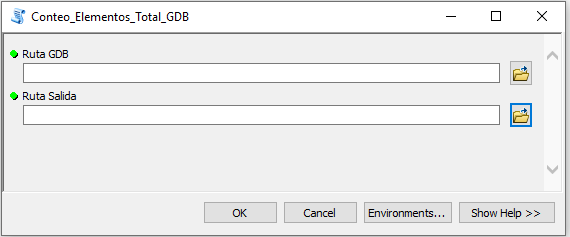 Conteo_Elementos_Total_GDB
Ruta GDB
Ruta Salida
OK
Cancel
Environments...
Show Help >>